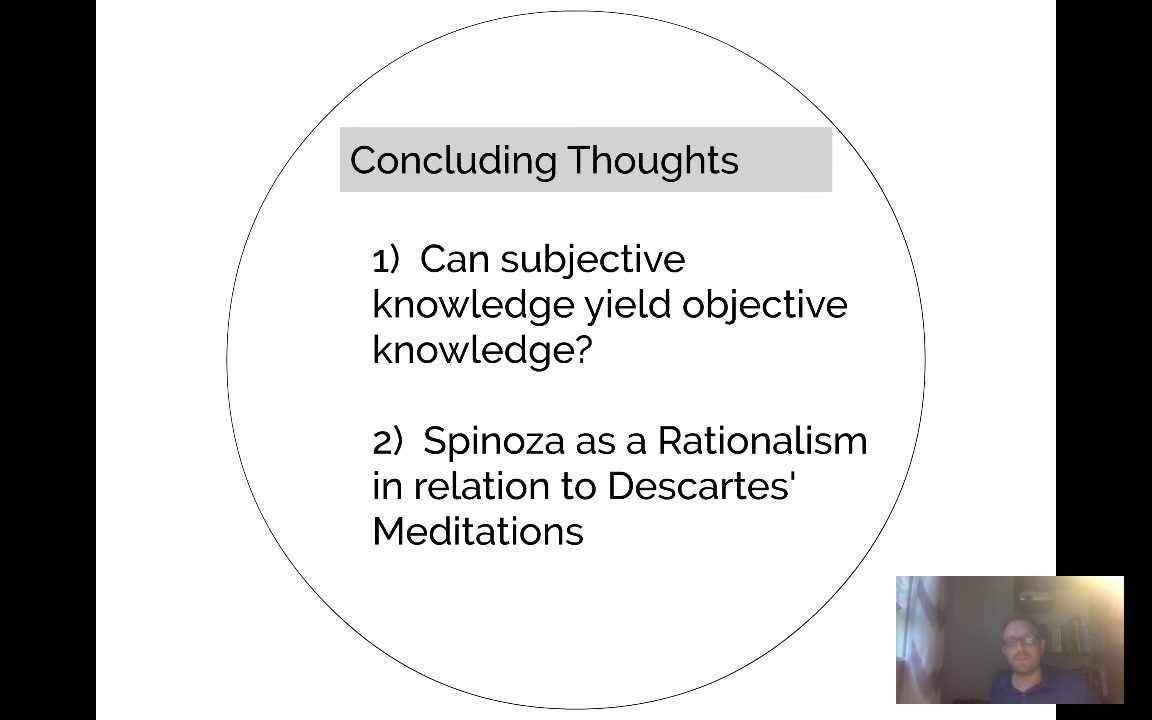 Concluding Thoughts
1) Can subjective
knowledge yield objective
knowledge?
2) Spinoza as a Rationalism
in relation to Descartes'
Meditations